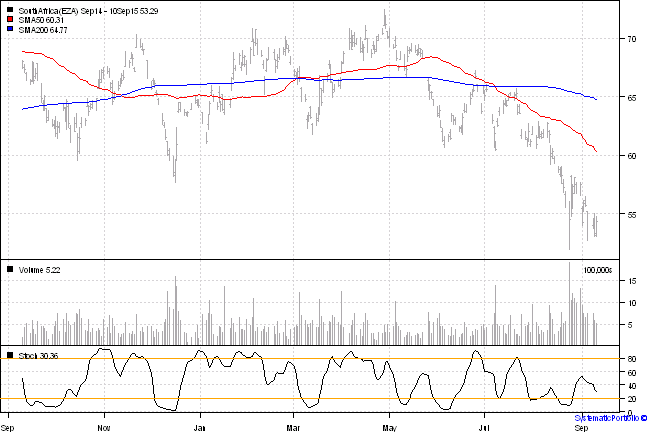 SouthAfrica(EZA) Sep14 - 10Sep15 53.29
SMA50 60.31
SMA200 64.77
70
65
60
55
Volume 5.22
100,000s
15
10
5
Stoch 30.36
80
60
40
20
0
Sep Nov Jan Mar May Jul Sep
SystematicPortfolio ©